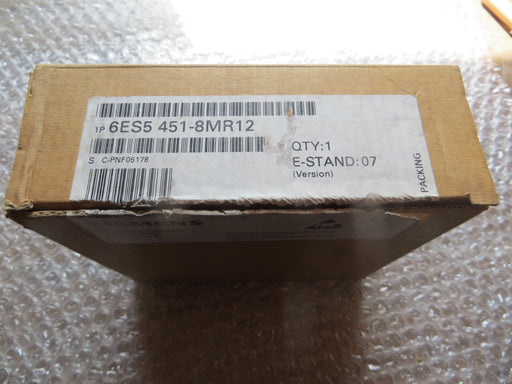 1P 6ES5 451-8MR12
QTY:1
S C-PNF05178
E-STAND:07
(Version)
PACKING
SIEMENS